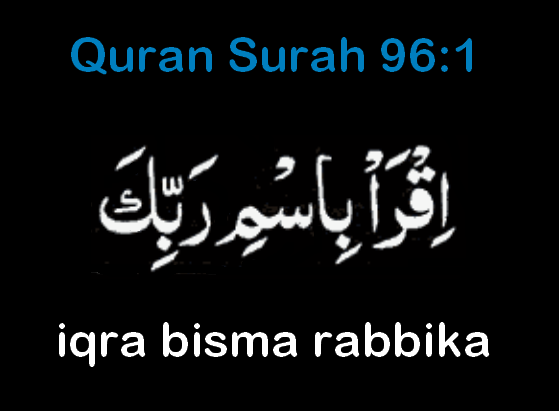 Quran Surah 96:1
اِقْرَاْ بِاسْمِ رَبِّكَ
iqra bisma rabbika